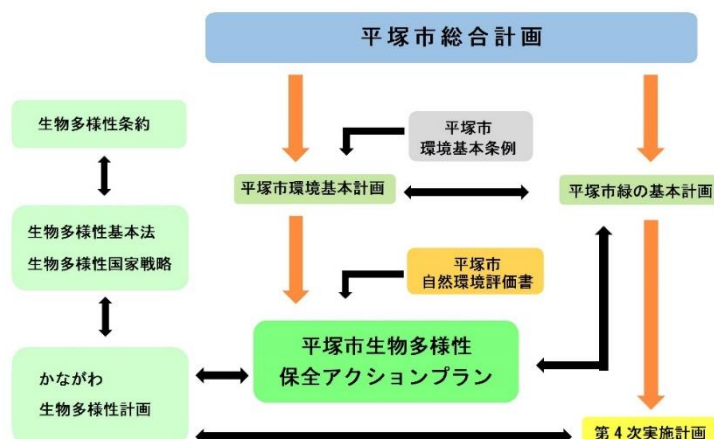 平塚市総合計画
生物多様性条約
平塚市
環境基本条例
平塚市環境基本計画
平塚市緑の基本計画
生物多様性基本法
生物多様性国家戦略
平塚市
自然環境評価書
平塚市生物多様性
保全アクションプラン
かながわ
生物多様性計画
第4次実施計画